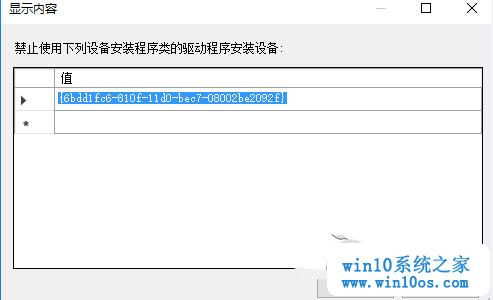 显示内容
禁止使用下列设备安装程序类的驱动程序安装设备:
值
{6bdd1fc6-810f-11d0-bec7-08002be2092f}
win10系统之家
www.win10os.com